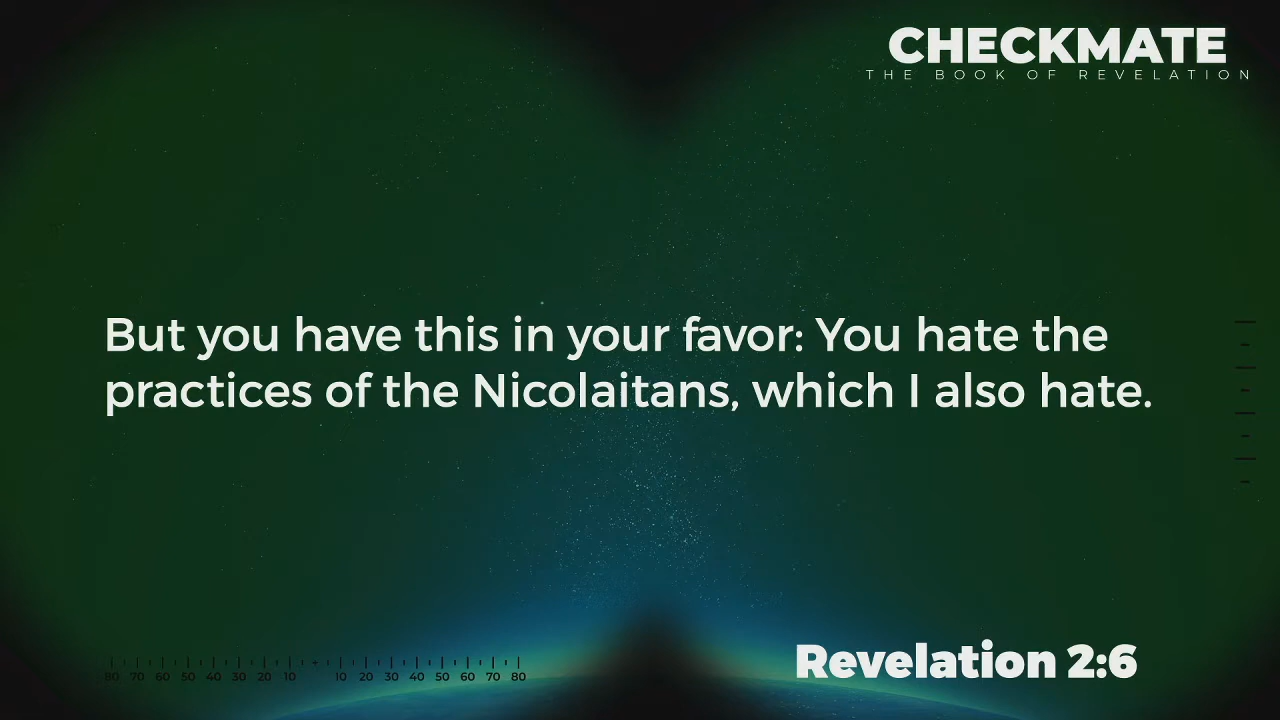 CHECKMATE
THE BOOK OF REVELATION
But you have this in your favor: You hate the
practices of the Nicolaitans, which I also hate.
Revelation 2:6
80 70 60 50 40 30 20 10 10 20 30 40 50 60 70 80